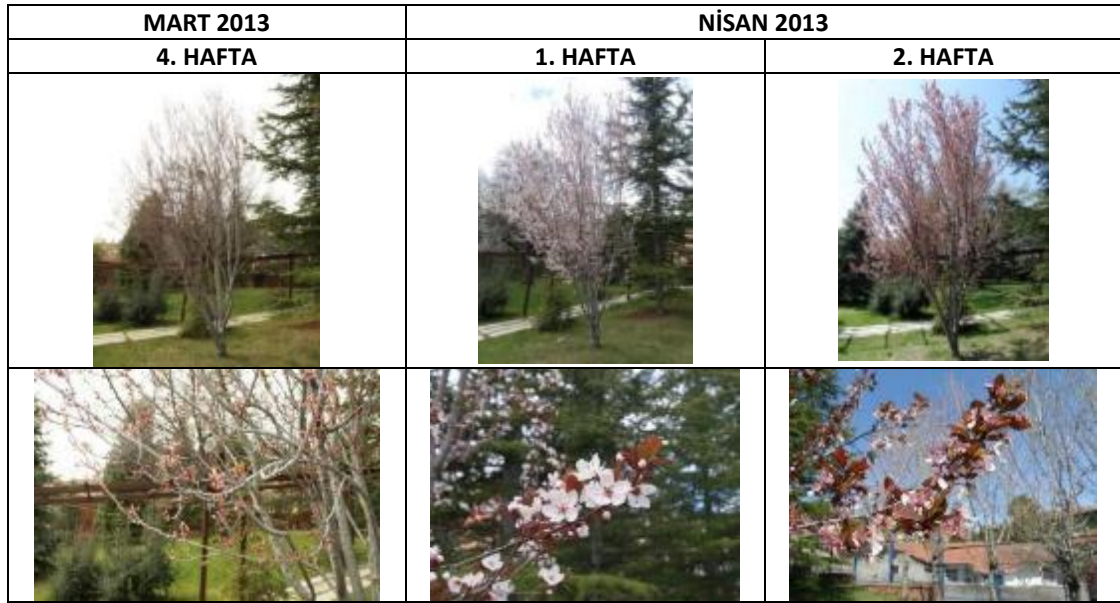 MART 2013
NİSAN 2013
4. HAFTA
1. HAFTA
2. HAFTA